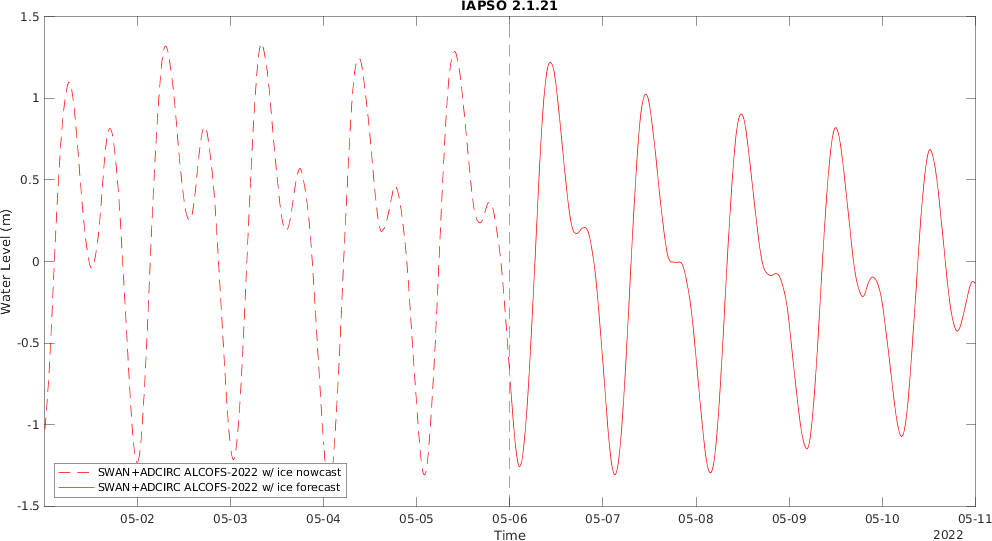 IAPSO 2.1.21
1.5
1
0.5
0
-0.5
-1
-1.5
Water Level (m)
SWAN+ADCIRC ALCOFS-2022 w/ ice nowcast
SWAN+ADCIRC ALCOFS-2022 w/ ice forecast
05-02 05-03 05-04 05-05 05-06 05-07 05-08 05-09 05-10 05-11
Time
2022